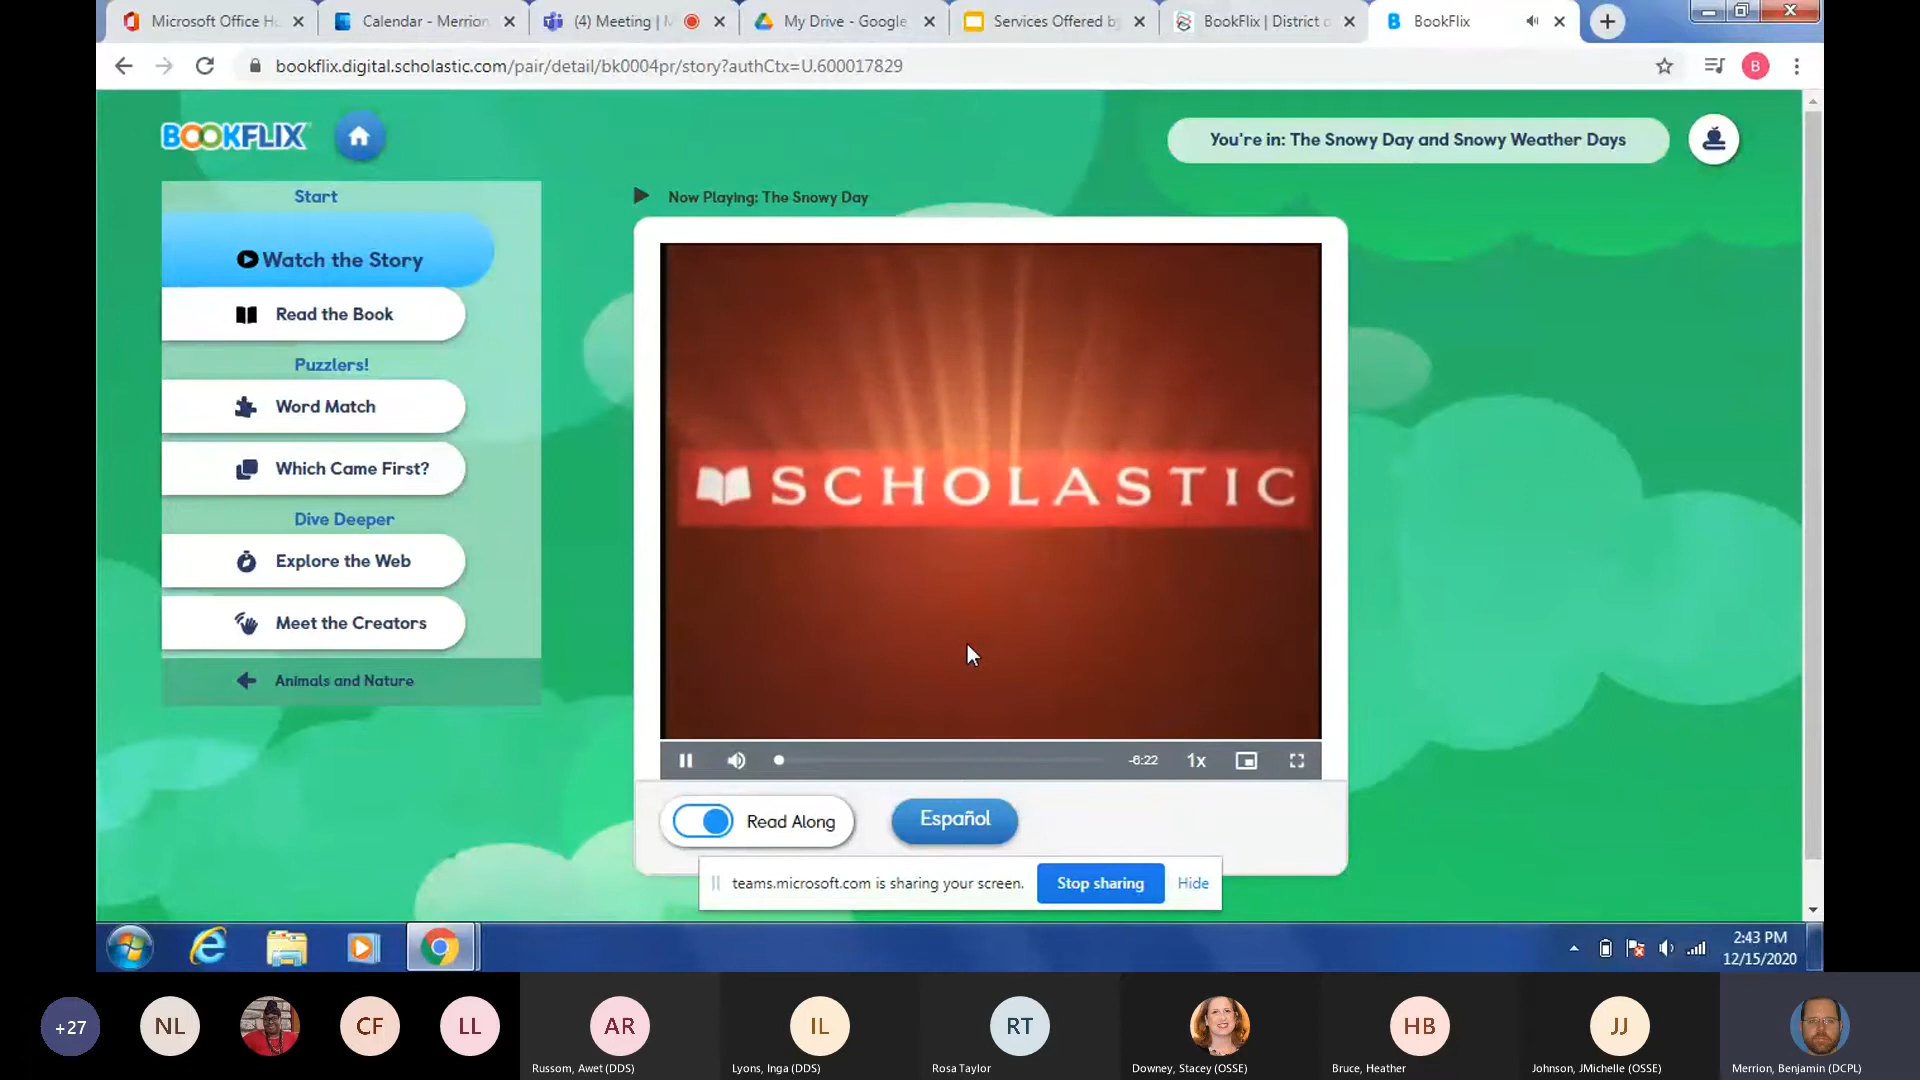 Microsoft Office H
Calendar - Merrion
(4) Meeting | M
My Drive - Google
Services Offered b
BookFlix | District o
BookFlix
bookflix.digital.scholastic.com/pair/detail/bk0004pr/story?authCtx=U.600017829
B
BOOKFLIX
You're in: The Snowy Day and Snowy Weather Days
Start
Now Playing: The Snowy Day
Watch the Story
Read the Book
Puzzlers!
Word Match
Which Came First?
Dive Deeper
Explore the Web
Meet the Creators
Animals and Nature
SCHOLASTIC
-6:22
1x
Read Along
Español
teams.microsoft.com is sharing your screen.
Stop sharing
Hide
2:43 PM
12/15/2020
+27
NL
CF
LL
AR
IL
RT
HB
JJ
Russom, Awet (DDS)
Lyons, Inga (DDS)
Rosa Taylor
Downey, Stacey (OSSE)
Bruce, Heather
Johnson, JMichelle (OSSE)
Merrion, Benjamin (DCPL)